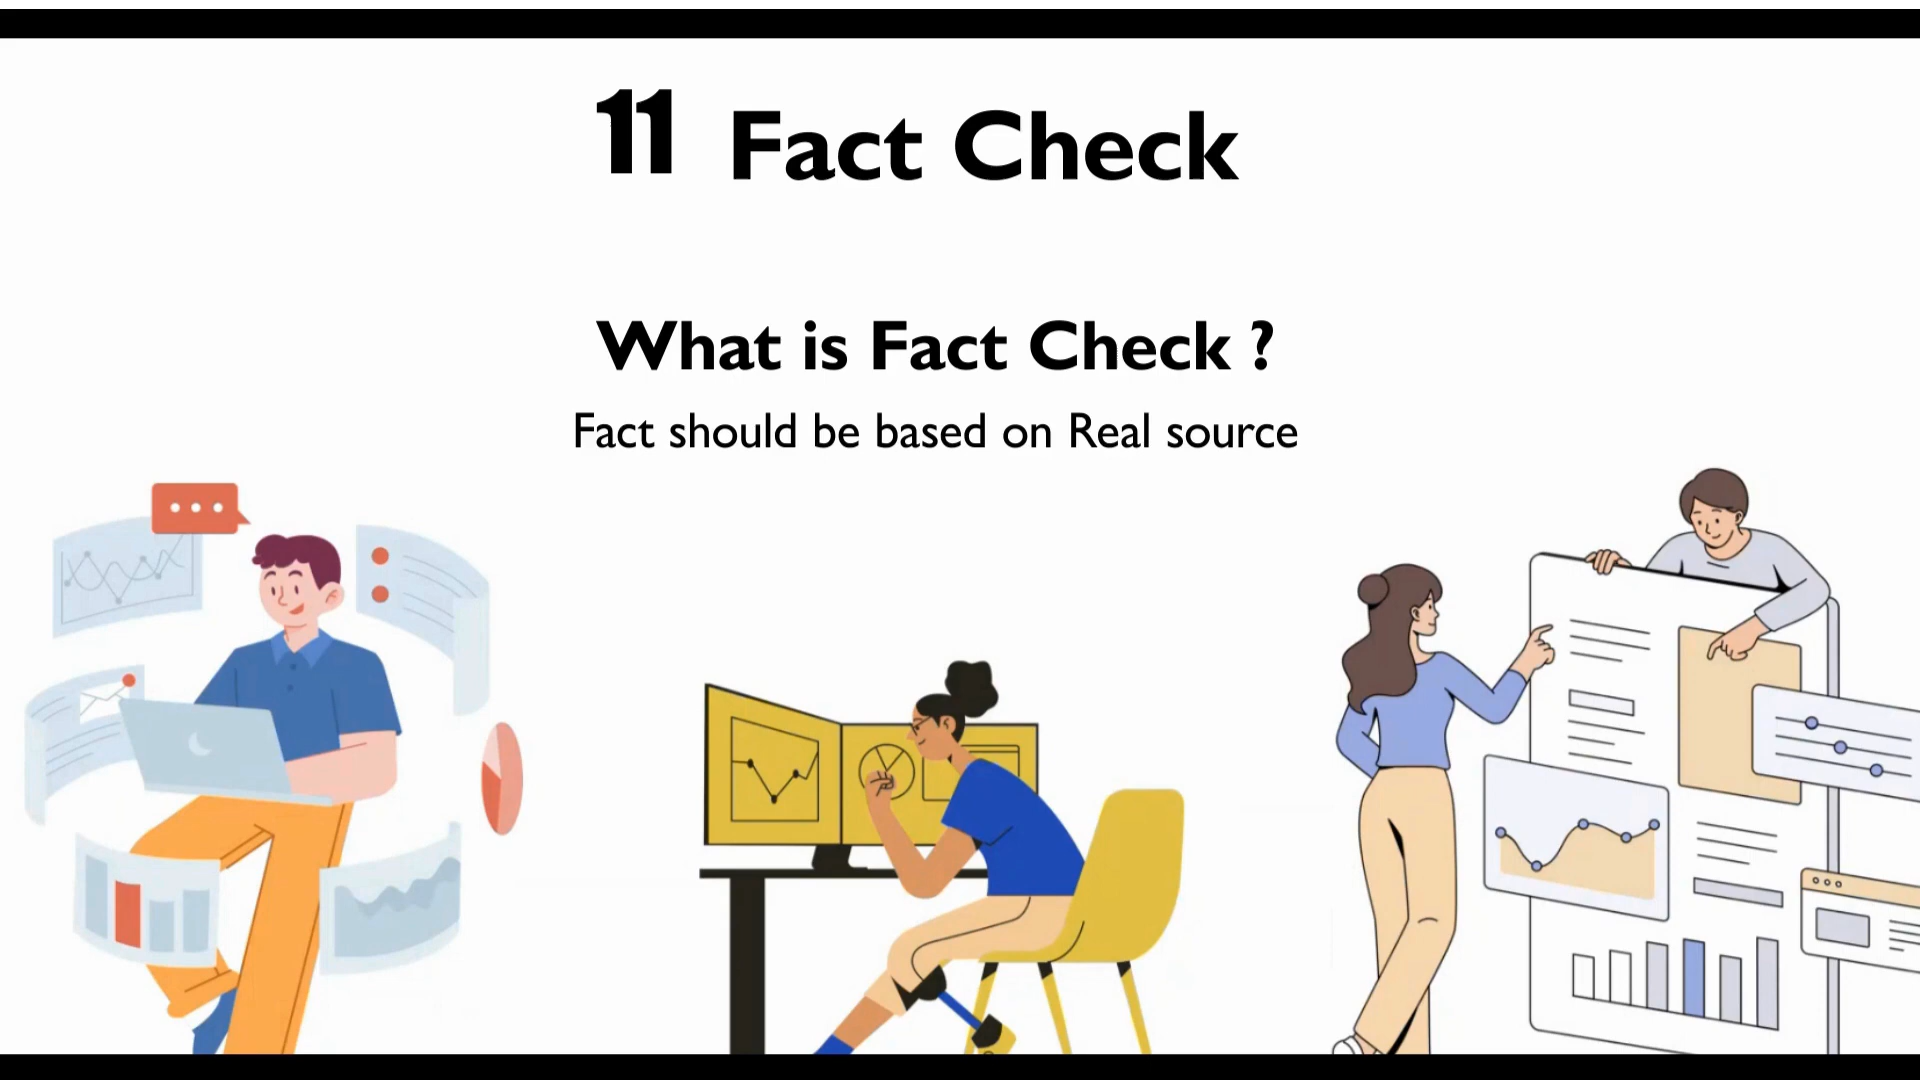 11 Fact Check
What is Fact Check ?
Fact should be based on Real source